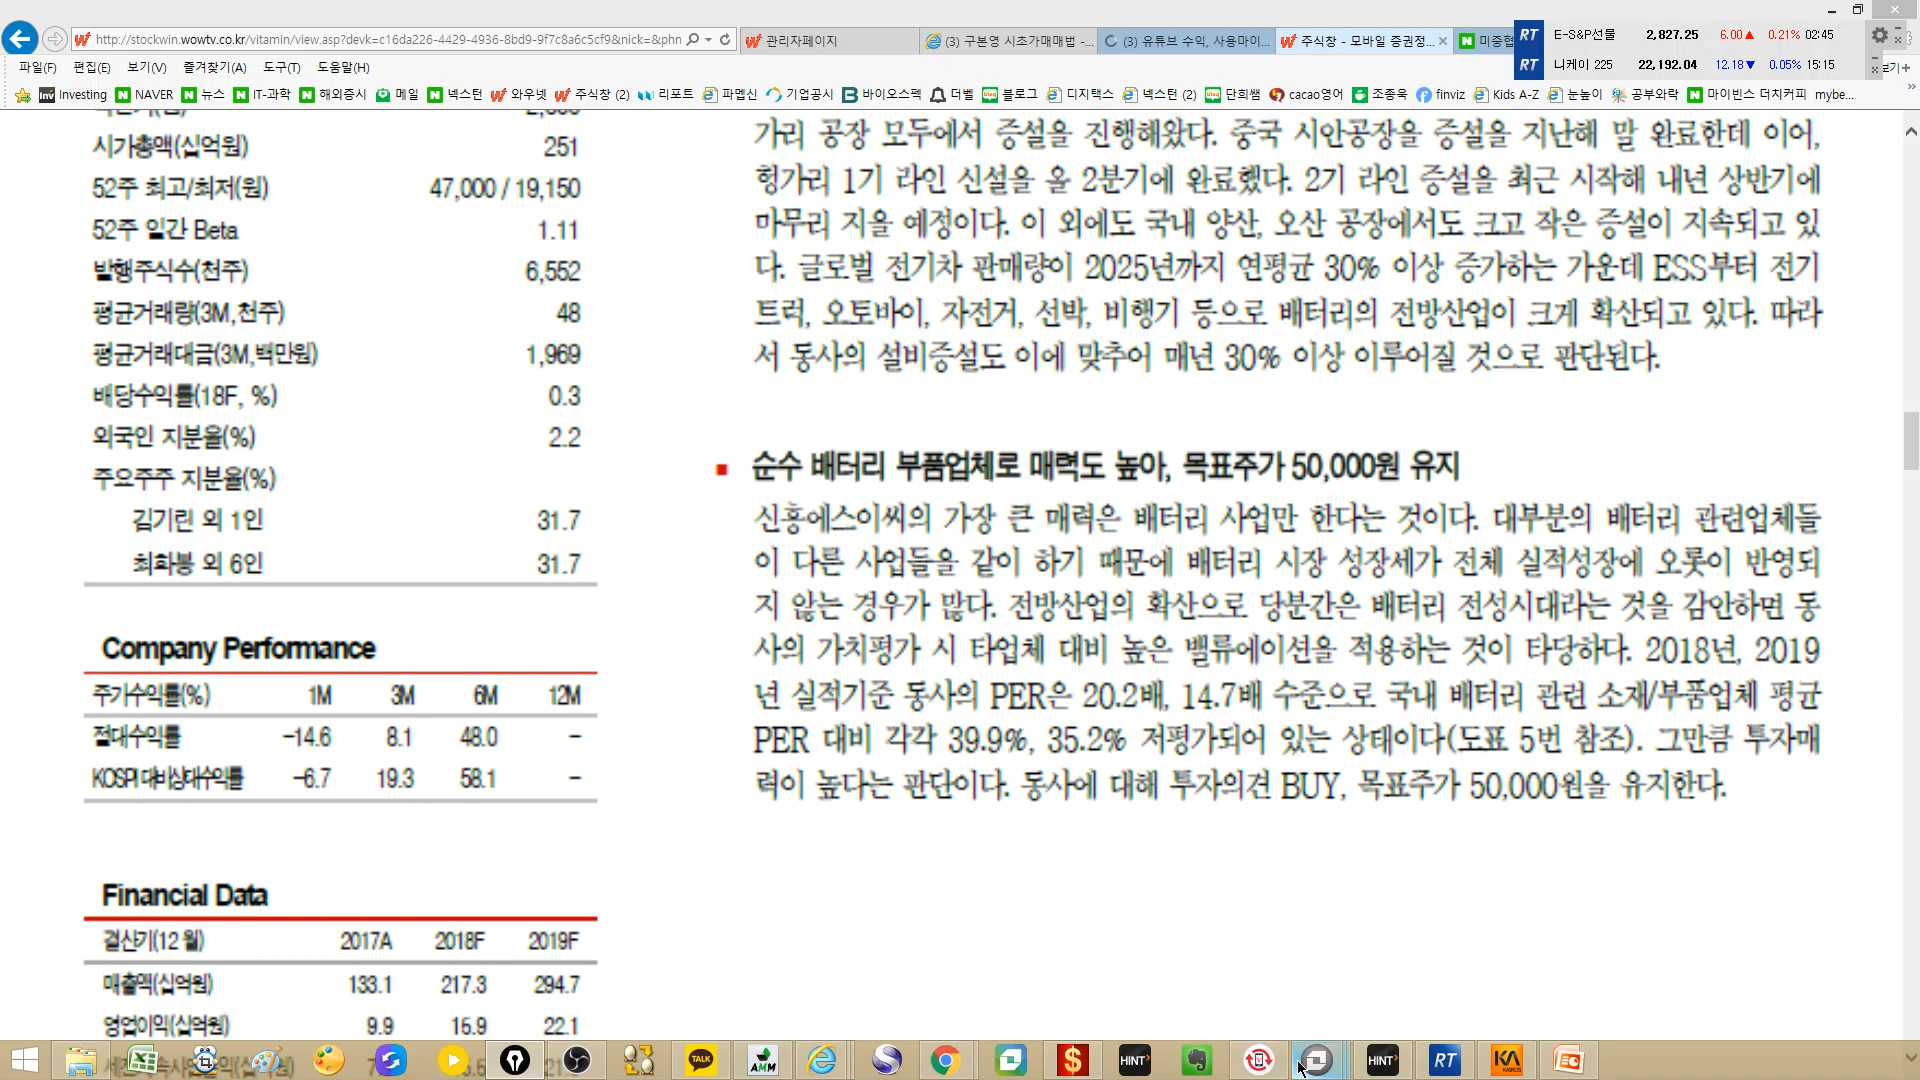 http://stockwin.wowtv.co.kr/vitamin/view.asp?devk=c16da226-4429-4936-8bd9-9f7c8a6c5cf9&nick=&phn
관리자페이지
(3) 구본영 시초가매매법 -...
(3) 유튜브 수익, 사용마이...
주식창 - 모바일 증권정...
미중협
RT E-S&P선물 2,827.25 6.00▲ 0.21% 02:45
RT 니케이 225 22,192.04 12.18▼ 0.05% 15:15
파일(F) 편집(E) 보기(V) 즐겨찾기(A) 도구(T) 도움말(H)
Investing NAVER 뉴스 IT-과학 해외증시 메일 넥스턴 와우넷 주식창 (2) 리포트 파멥신 기업공시 바이오스펙 더벨 블로그 디지텍스 넥스턴 (2) 단희쌤 cacao영어 조종욱 finviz Kids A-Z 눈높이 공부와락 마이빈스 더치커피 mybe...
시가총액(십억원) 251
52주 최고/최저(원) 47,000 / 19,150
52주 일간 Beta 1.11
발행주식수(천주) 6,552
평균거래량(3M,천주) 48
평균거래대금(3M,백만원) 1,969
배당수익률(18F, %) 0.3
외국인 지분율(%) 2.2
주요주주 지분율(%)
김기린 외 1인 31.7
최화봉 외 6인 31.7
Company Performance
주가수익률(%) 1M 3M 6M 12M
절대수익률 -14.6 8.1 48.0 -
KOSPI 대비상대수익률 -6.7 19.3 58.1 -
Financial Data
결산기(12월) 2017A 2018F 2019F
매출액(십억원) 133.1 217.3 294.7
영업이익(십억원) 9.9 16.9 22.1
가리 공장 모두에서 증설을 진행해왔다. 중국 시안공장을 증설을 지난해 말 완료한데 이어,
헝가리 1기 라인 신설을 올 2분기에 완료했다. 2기 라인 증설을 최근 시작해 내년 상반기에
마무리 지을 예정이다. 이 외에도 국내 양산, 오산 공장에서도 크고 작은 증설이 지속되고 있
다. 글로벌 전기차 판매량이 2025년까지 연평균 30% 이상 증가하는 가운데 ESS부터 전기
트럭, 오토바이, 자전거, 선박, 비행기 등으로 배터리의 전방산업이 크게 확산되고 있다. 따라
서 동사의 설비증설도 이에 맞추어 매년 30% 이상 이루어질 것으로 판단된다.
순수 배터리 부품업체로 매력도 높아, 목표주가 50,000원 유지
신흥에스이씨의 가장 큰 매력은 배터리 사업만 한다는 것이다. 대부분의 배터리 관련업체들
이 다른 사업들을 같이 하기 때문에 배터리 시장 성장세가 전체 실적성장에 오롯이 반영되
지 않는 경우가 많다. 전방산업의 확산으로 당분간은 배터리 전성시대라는 것을 감안하면 동
사의 가치평가 시 타업체 대비 높은 밸류에이션을 적용하는 것이 타당하다. 2018년, 2019
년 실적기준 동사의 PER은 20.2배, 14.7배 수준으로 국내 배터리 관련 소재/부품업체 평균
PER 대비 각각 39.9%, 35.2% 저평가되어 있는 상태이다(도표 5번 참조). 그만큼 투자매
력이 높다는 판단이다. 동사에 대해 투자의견 BUY, 목표주가 50,000원을 유지한다.
TALK AMM HINT HINT RT KA